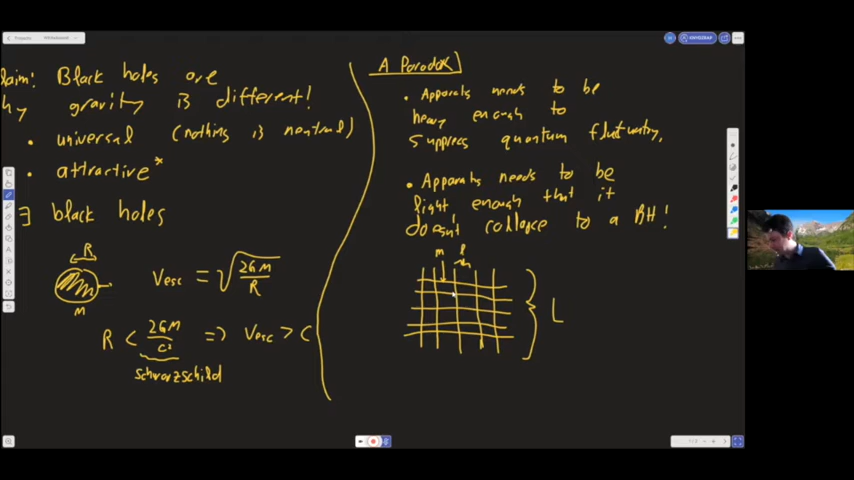 laim! Black holes are
hy gravity is different!
• universal (nothing is neutral)
• attractive*
∃ black holes
R
M
Vesc = √(2GM/R)
R < 2GM/c² => Vesc > C
Schwarzschild
A Paradox
• Apparatus needs to be
heavy enough to
suppress quantum
• Apparatus needs to be
light enough that it
doesn't collapse to a BH!
m l
L